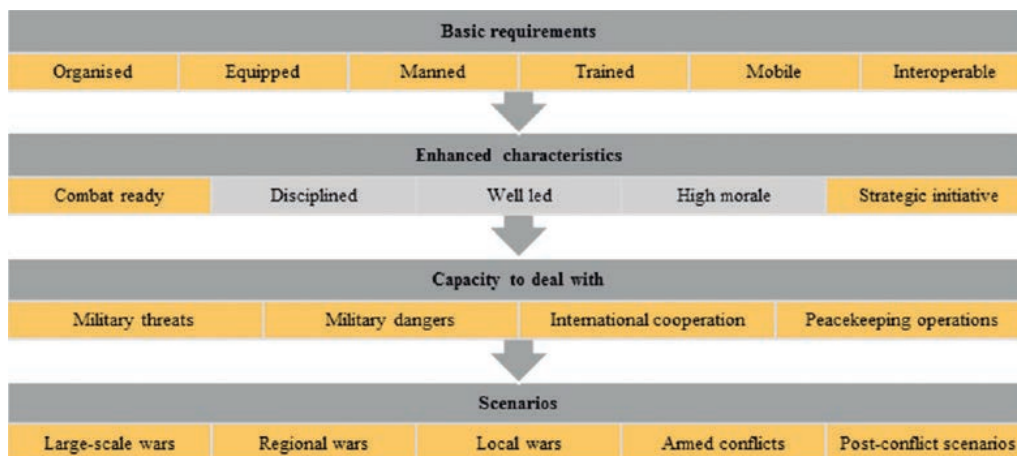 Basic requirements
Organised Equipped Manned Trained Mobile Interoperable
Enhanced characteristics
Combat ready Disciplined Well led High morale Strategic initiative
Capacity to deal with
Military threats Military dangers International cooperation Peacekeeping operations
Scenarios
Large-scale wars Regional wars Local wars Armed conflicts Post-conflict scenarios